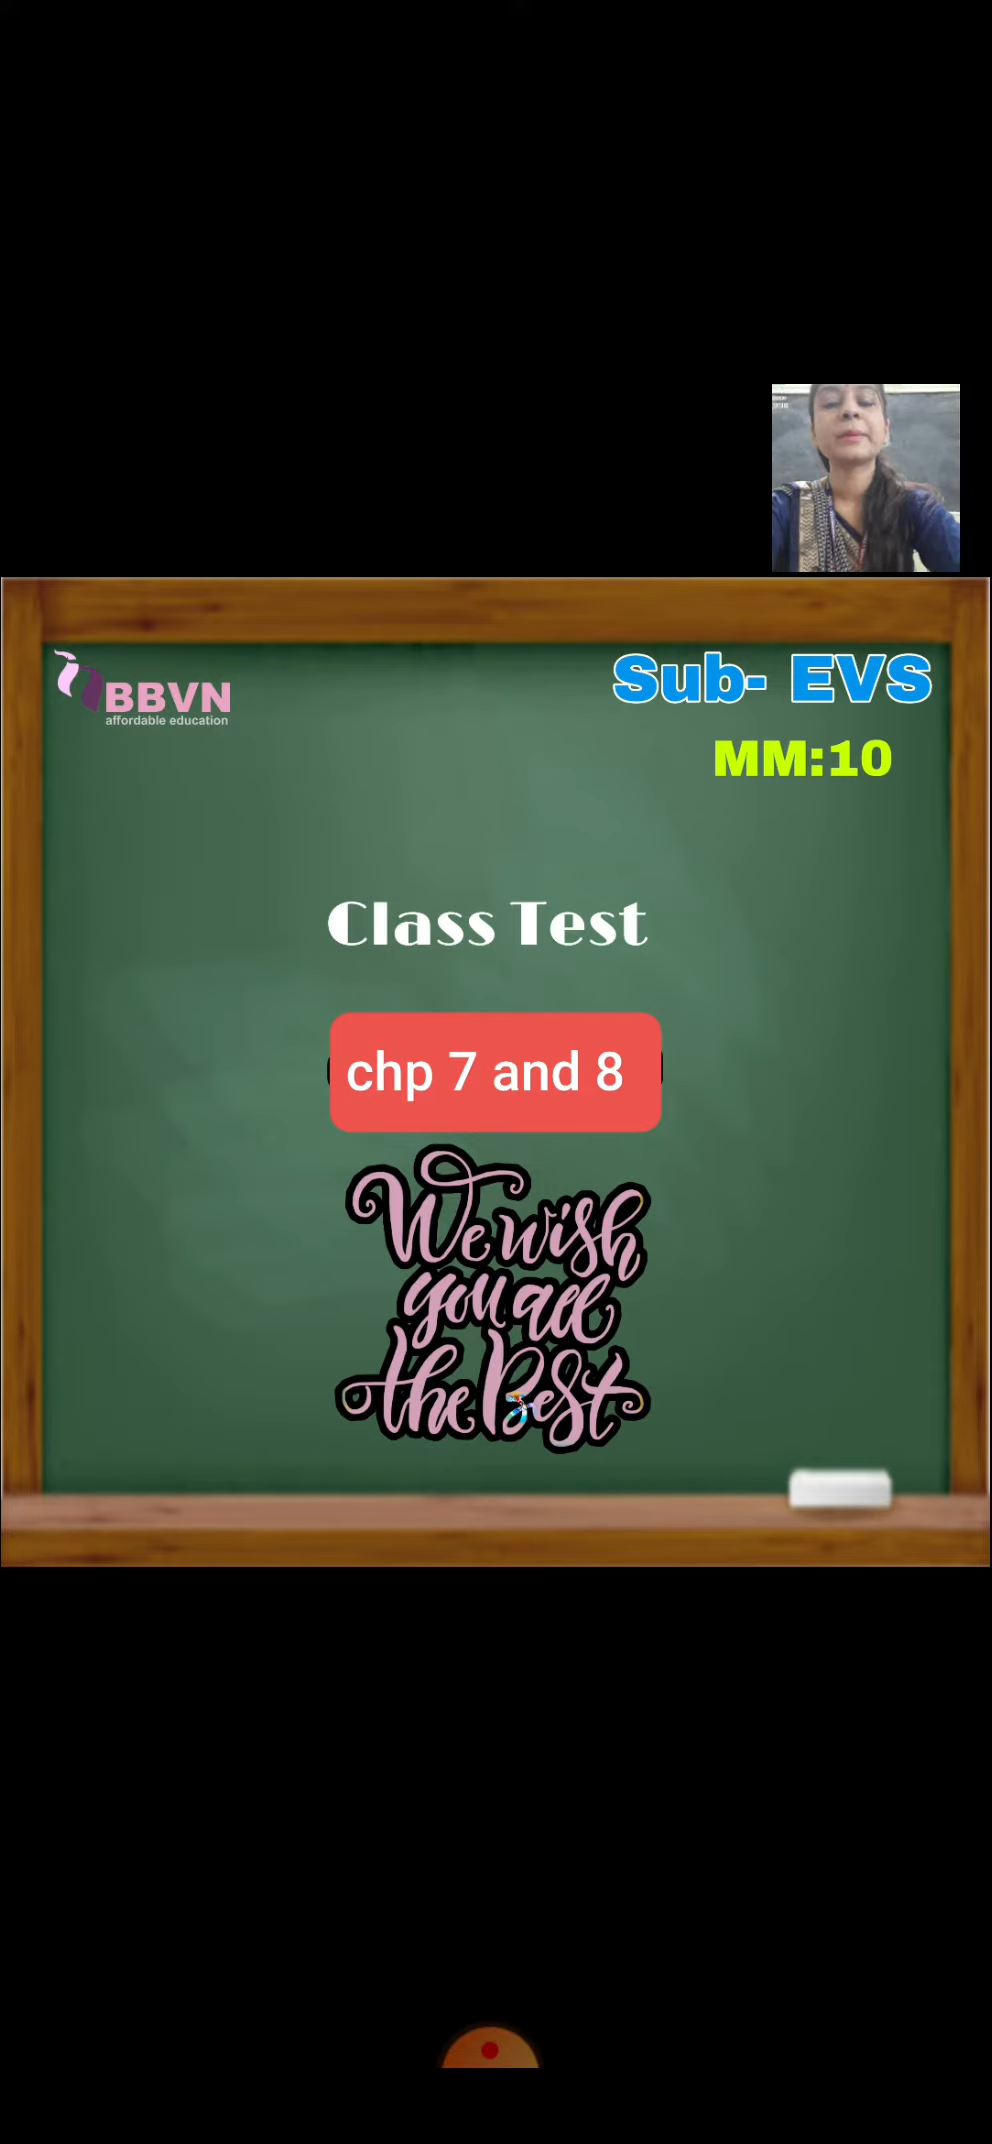 BBVN
affordable education
Sub- EVS
MM:10
Class Test
chp 7 and 8
We wish
you all
the Best